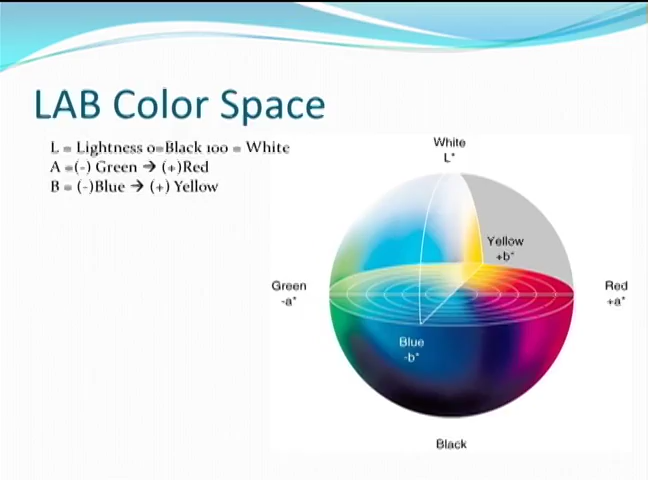 LAB Color Space
L = Lightness 0=Black 100 = White
A =(-) Green → (+)Red
B = (-)Blue → (+) Yellow
White
L*
Yellow
+b*
Green
-a*
Red
+a*
Blue
-b*
Black